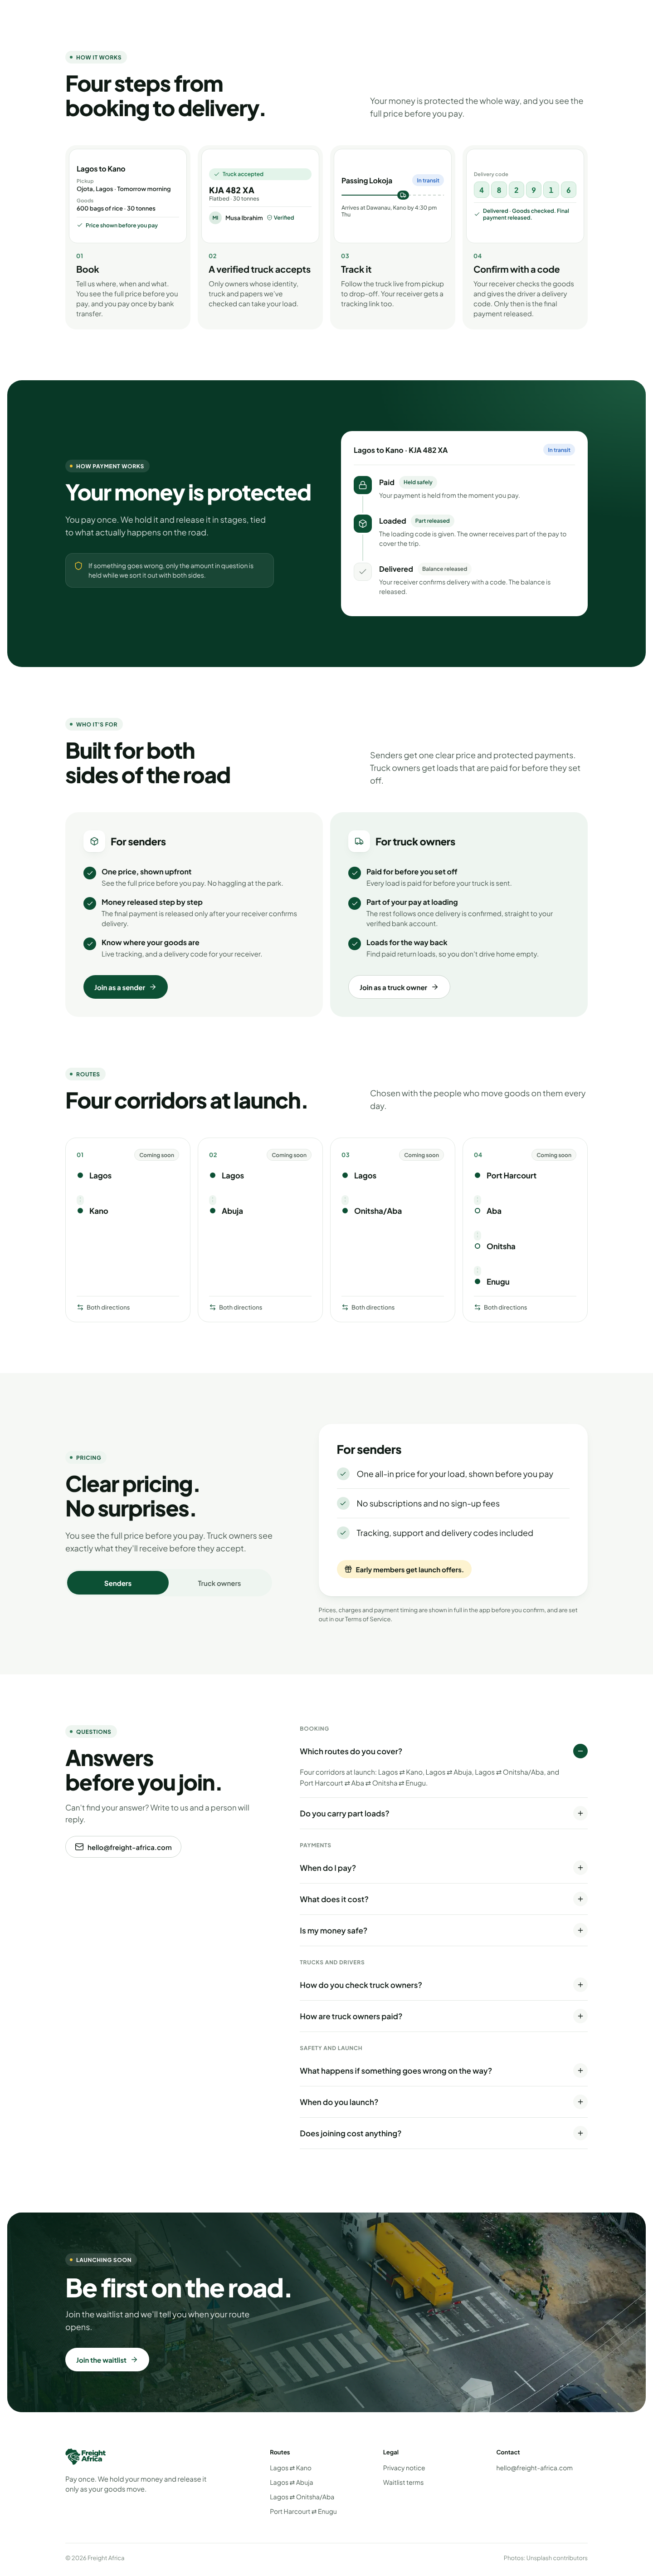 HOW IT WORKS
Four steps from
booking to delivery.
Your money is protected the whole way, and you see the
full price before you pay.
Lagos to Kano
Pickup
Ojota, Lagos · Tomorrow morning
Goods
600 bags of rice · 30 tonnes
Price shown before you pay
01
Book
Tell us where, when and what.
You see the full price before you
pay, and you pay once by bank
transfer.
Truck accepted
KJA 482 XA
Flatbed · 30 tonnes
MI Musa Ibrahim Verified
02
A verified truck accepts
Only owners whose identity,
truck and papers we've
checked can take your load.
Passing Lokoja In transit
Arrives at Dawanau, Kano by 4:30 pm
Thu
03
Track it
Follow the truck live from pickup
to drop-off. Your receiver gets a
tracking link too.
Delivery code
4 8 2 9 1 6
Delivered · Goods checked. Final
payment released.
04
Confirm with a code
Your receiver checks the goods
and gives the driver a delivery
code. Only then is the final
payment released.
HOW PAYMENT WORKS
Your money is protected
You pay once. We hold it and release it in stages, tied
to what actually happens on the road.
If something goes wrong, only the amount in question is
held while we sort it out with both sides.
Lagos to Kano · KJA 482 XA In transit
Paid Held safely
Your payment is held from the moment you pay.
Loaded Part released
The loading code is given. The owner receives part of the pay to
cover the trip.
Delivered Balance released
Your receiver confirms delivery with a code. The balance is
released.
WHO IT'S FOR
Built for both
sides of the road
Senders get one clear price and protected payments.
Truck owners get loads that are paid for before they set
off.
For senders
One price, shown upfront
See the full price before you pay. No haggling at the park.
Money released step by step
The final payment is released only after your receiver confirms
delivery.
Know where your goods are
Live tracking, and a delivery code for your receiver.
Join as a sender
For truck owners
Paid for before you set off
Every load is paid for before your truck is sent.
Part of your pay at loading
The rest follows once delivery is confirmed, straight to your
verified bank account.
Loads for the way back
Find paid return loads, so you don't drive home empty.
Join as a truck owner
ROUTES
Four corridors at launch.
Chosen with the people who move goods on them every
day.
01 Coming soon
Lagos
Kano
Both directions
02 Coming soon
Lagos
Abuja
Both directions
03 Coming soon
Lagos
Onitsha/Aba
Both directions
04 Coming soon
Port Harcourt
Aba
Onitsha
Enugu
Both directions
PRICING
Clear pricing.
No surprises.
You see the full price before you pay. Truck owners see
exactly what they'll receive before they accept.
Senders Truck owners
For senders
One all-in price for your load, shown before you pay
No subscriptions and no sign-up fees
Tracking, support and delivery codes included
Early members get launch offers.
Prices, charges and payment timing are shown in full in the app before you confirm, and are set
out in our Terms of Service.
QUESTIONS
Answers
before you join.
Can't find your answer? Write to us and a person will
reply.
hello@freight-africa.com
BOOKING
Which routes do you cover?
Four corridors at launch: Lagos ⇄ Kano, Lagos ⇄ Abuja, Lagos ⇄ Onitsha/Aba, and
Port Harcourt ⇄ Aba ⇄ Onitsha ⇄ Enugu.
Do you carry part loads?
PAYMENTS
When do I pay?
What does it cost?
Is my money safe?
TRUCKS AND DRIVERS
How do you check truck owners?
How are truck owners paid?
SAFETY AND LAUNCH
What happens if something goes wrong on the way?
When do you launch?
Does joining cost anything?
LAUNCHING SOON
Be first on the road.
Join the waitlist and we'll tell you when your route
opens.
Join the waitlist
Freight
Africa
Pay once. We hold your money and release it
only as your goods move.
Routes
Lagos ⇄ Kano
Lagos ⇄ Abuja
Lagos ⇄ Onitsha/Aba
Port Harcourt ⇄ Enugu
Legal
Privacy notice
Waitlist terms
Contact
hello@freight-africa.com
© 2026 Freight Africa
Photos: Unsplash contributors